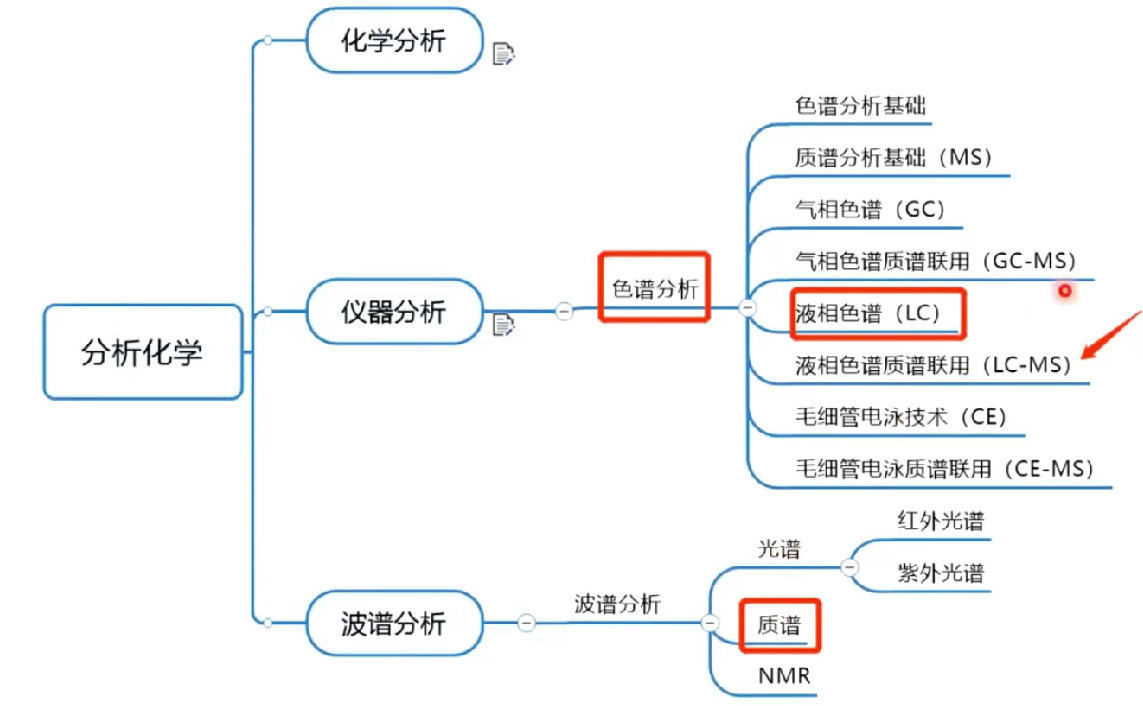 分析化学
化学分析
仪器分析
色谱分析
色谱分析基础
质谱分析基础（MS）
气相色谱（GC）
气相色谱质谱联用（GC-MS）
液相色谱（LC）
液相色谱质谱联用（LC-MS）
毛细管电泳技术（CE）
毛细管电泳质谱联用（CE-MS）
波谱分析
波谱分析
光谱
红外光谱
紫外光谱
质谱
NMR